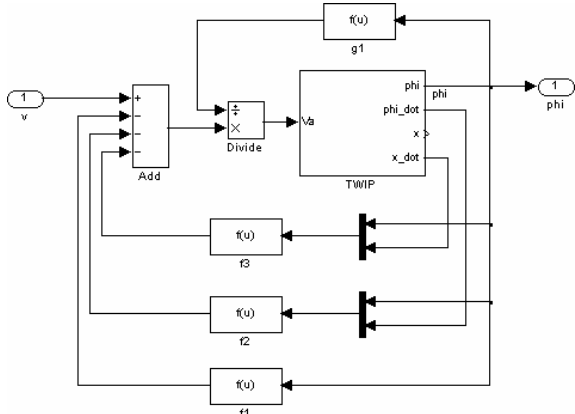 f(u)
g1
1
v
+
−
−
−
Add
÷
×
Divide
Va
phi
phi_dot
x
x_dot
TWIP
phi
1
phi
f(u)
f3
f(u)
f2
f(u)
f1